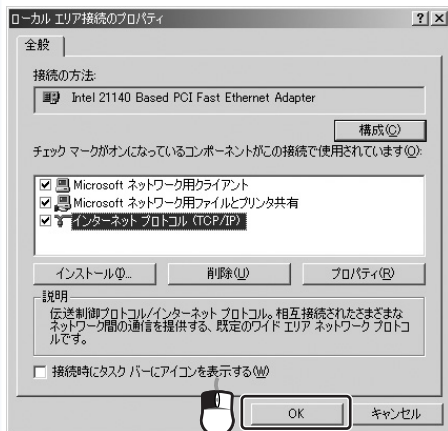 ローカル エリア接続のプロパティ
全般
接続の方法:
Intel 21140 Based PCI Fast Ethernet Adapter
構成(C)
チェック マークがオンになっているコンポーネントがこの接続で使用されています(O):
Microsoft ネットワーク用クライアント
Microsoft ネットワーク用ファイルとプリンタ共有
インターネット プロトコル (TCP/IP)
インストール(I)... 削除(U) プロパティ(R)
説明
伝送制御プロトコル/インターネット プロトコル。相互接続されたさまざまな
ネットワーク間の通信を提供する、既定のワイド エリア ネットワーク プロトコ
ルです。
接続時にタスク バーにアイコンを表示する(W)
OK キャンセル